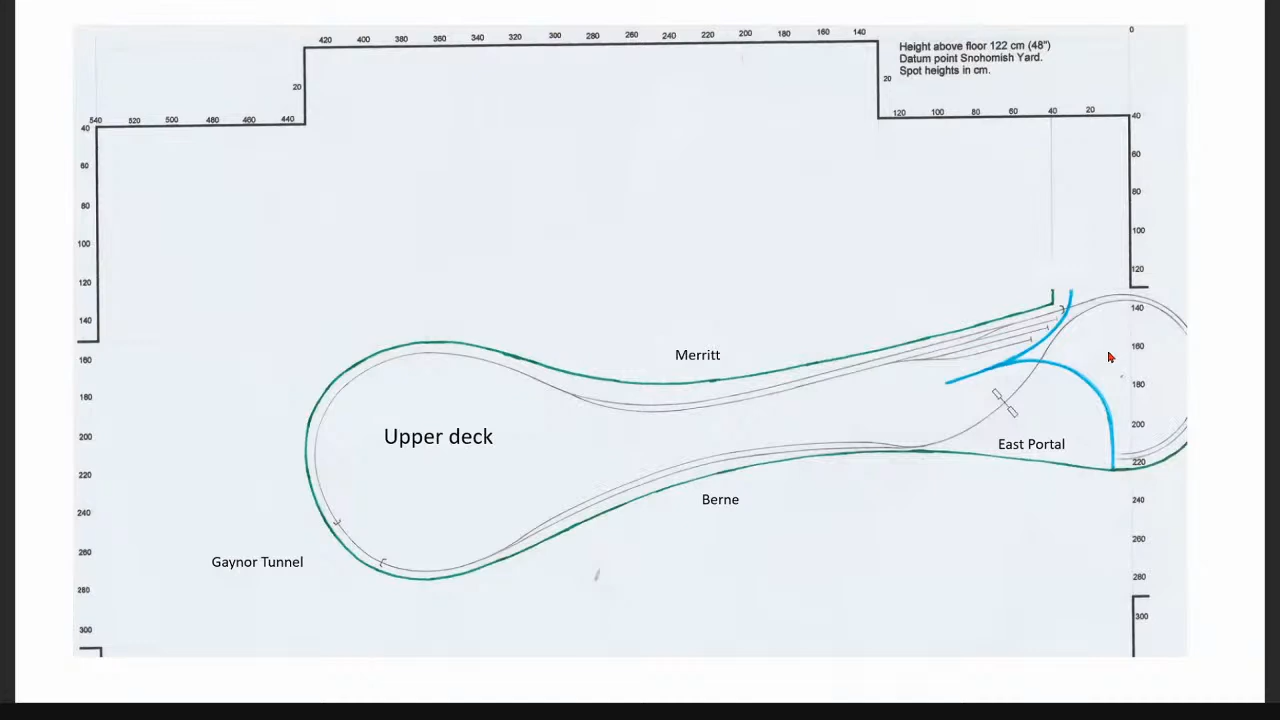 0
420 400 380 360 340 320 300 280 260 240 220 200 180 160 140
Height above floor 122 cm (48")
Datum point Snohomish Yard.
Spot heights in cm.
20
20
120 100 80 60 40 20
40
540 520 500 480 460 440
40
60
80
100
120
140
160
180
200
220
240
260
280
300
60
80
100
120
140
160
180
200
220
240
260
280
300
Merritt
Upper deck
East Portal
Berne
Gaynor Tunnel